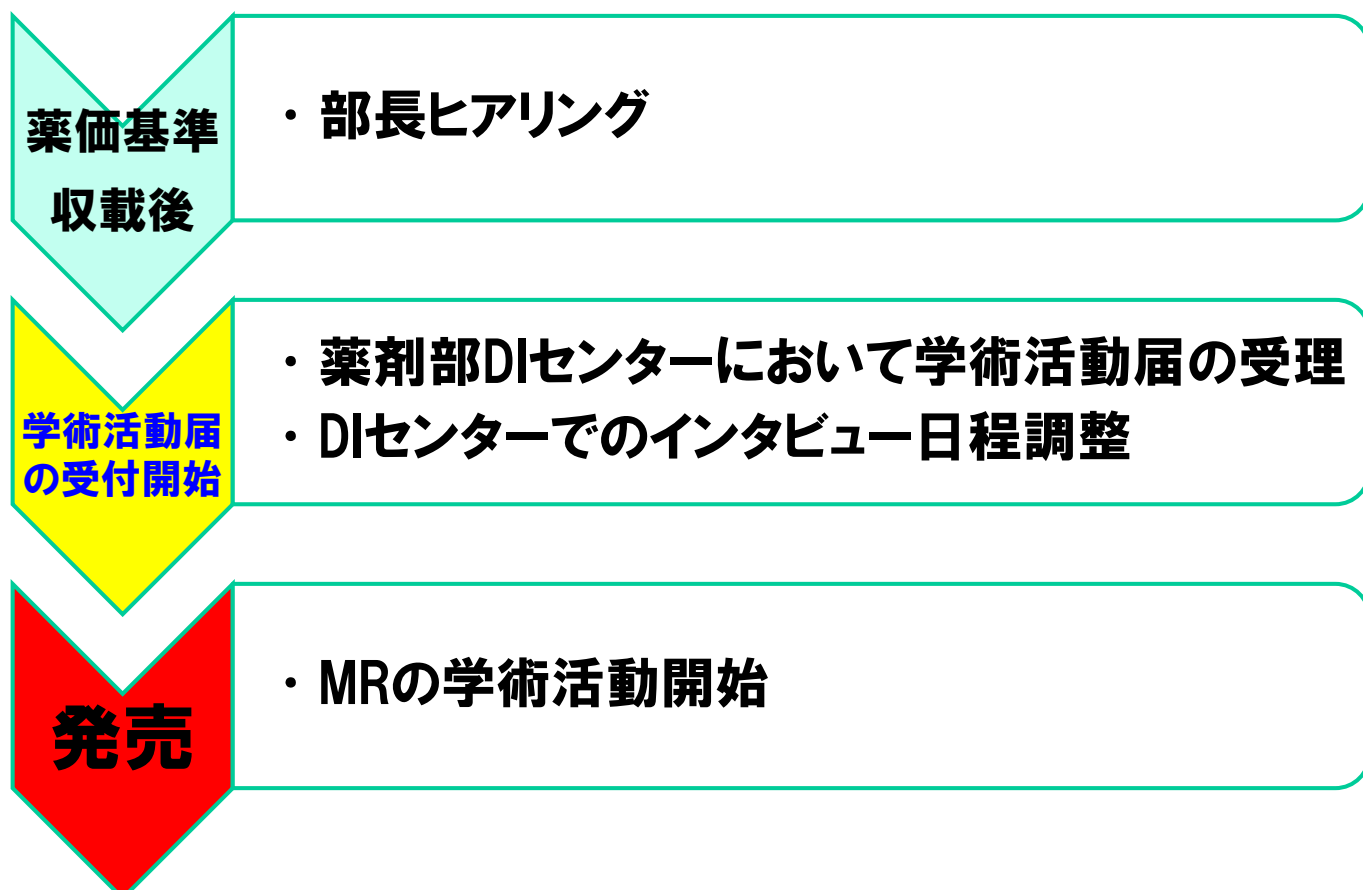 薬価基準
収載後
・部長ヒアリング
学術活動届
の受付開始
・薬剤部DIセンターにおいて学術活動届の受理
・DIセンターでのインタビュー日程調整
発売
・MRの学術活動開始